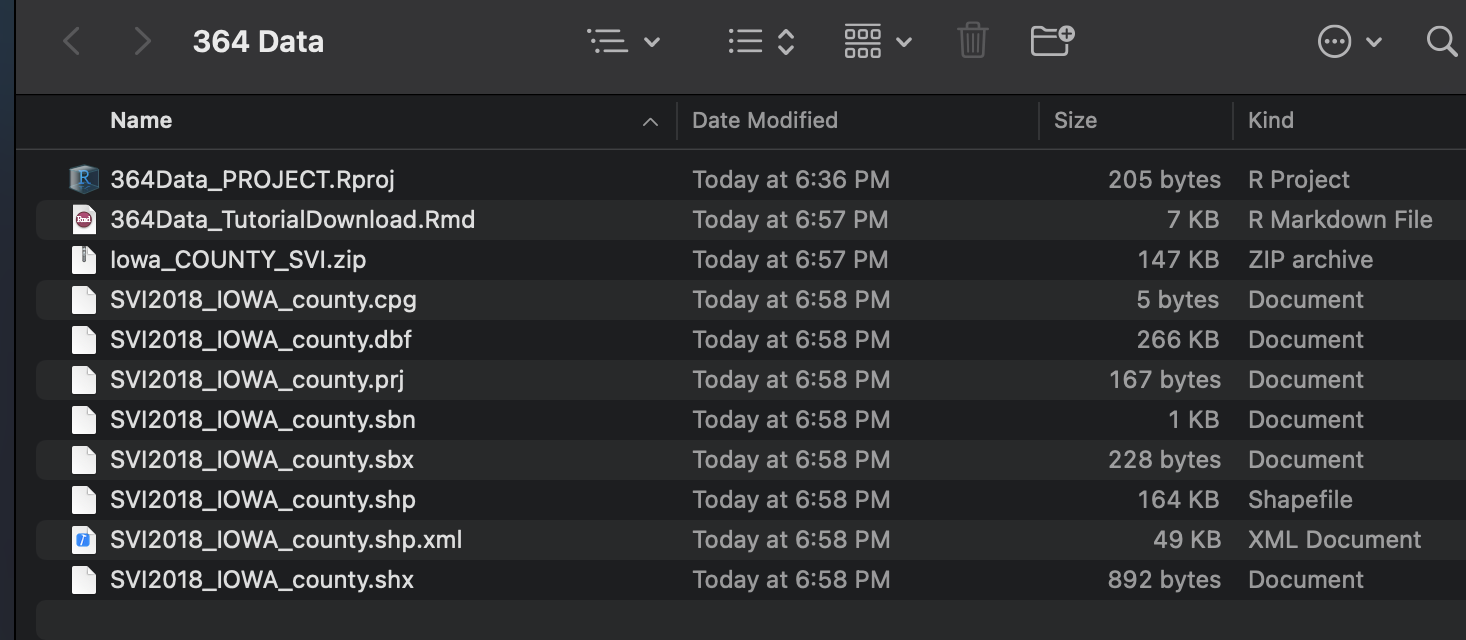 364 Data
Name Date Modified Size Kind
364Data_PROJECT.Rproj Today at 6:36 PM 205 bytes R Project
364Data_TutorialDownload.Rmd Today at 6:57 PM 7 KB R Markdown File
Iowa_COUNTY_SVI.zip Today at 6:57 PM 147 KB ZIP archive
SVI2018_IOWA_county.cpg Today at 6:58 PM 5 bytes Document
SVI2018_IOWA_county.dbf Today at 6:58 PM 266 KB Document
SVI2018_IOWA_county.prj Today at 6:58 PM 167 bytes Document
SVI2018_IOWA_county.sbn Today at 6:58 PM 1 KB Document
SVI2018_IOWA_county.sbx Today at 6:58 PM 228 bytes Document
SVI2018_IOWA_county.shp Today at 6:58 PM 164 KB Shapefile
SVI2018_IOWA_county.shp.xml Today at 6:58 PM 49 KB XML Document
SVI2018_IOWA_county.shx Today at 6:58 PM 892 bytes Document